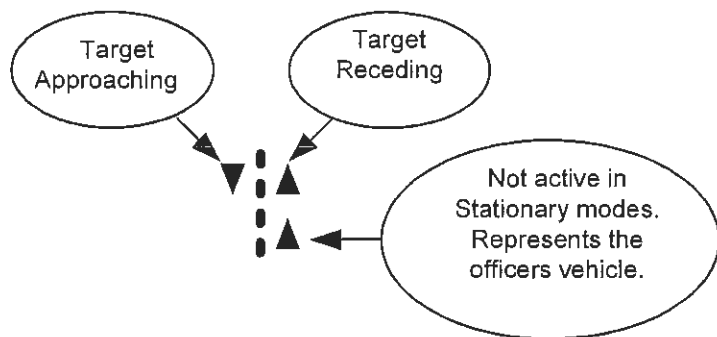 Target
Approaching
Target
Receding
Not active in
Stationary modes.
Represents the
officers vehicle.